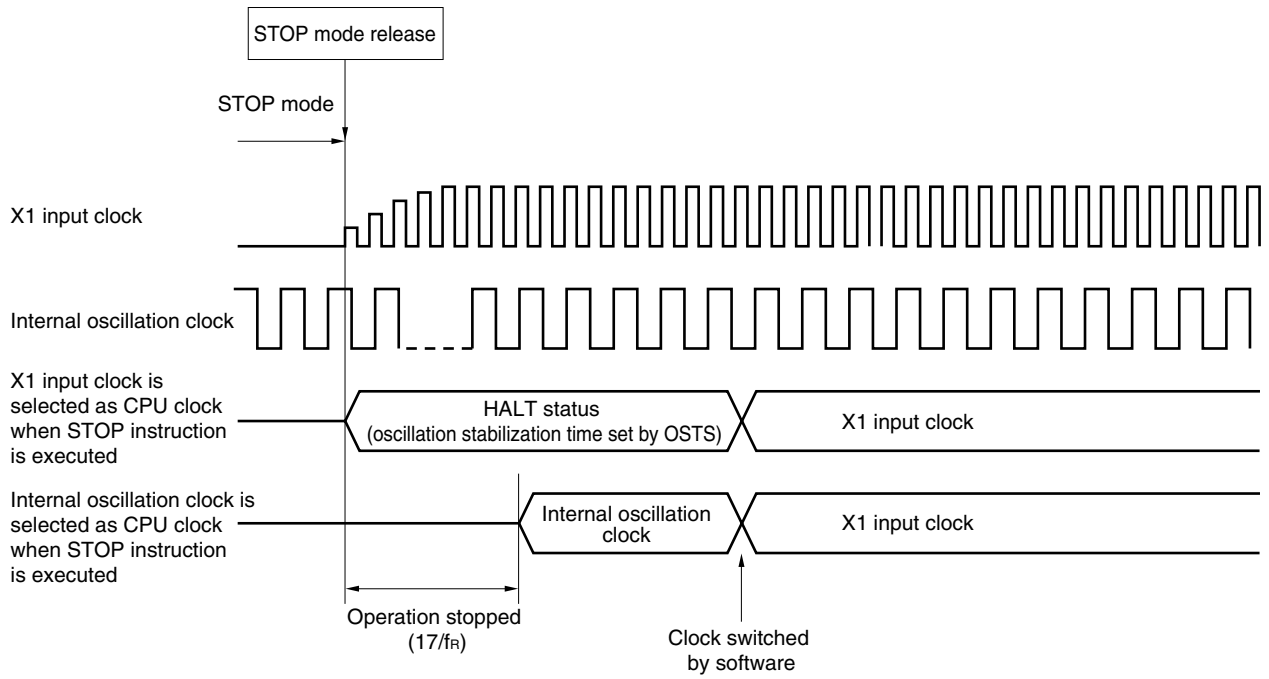 STOP mode release
STOP mode
X1 input clock
Internal oscillation clock
X1 input clock is
selected as CPU clock
when STOP instruction
is executed
HALT status
(oscillation stabilization time set by OSTS)
X1 input clock
Internal oscillation clock is
selected as CPU clock
when STOP instruction
is executed
Internal oscillation
clock
X1 input clock
Operation stopped
(17/fR)
Clock switched
by software